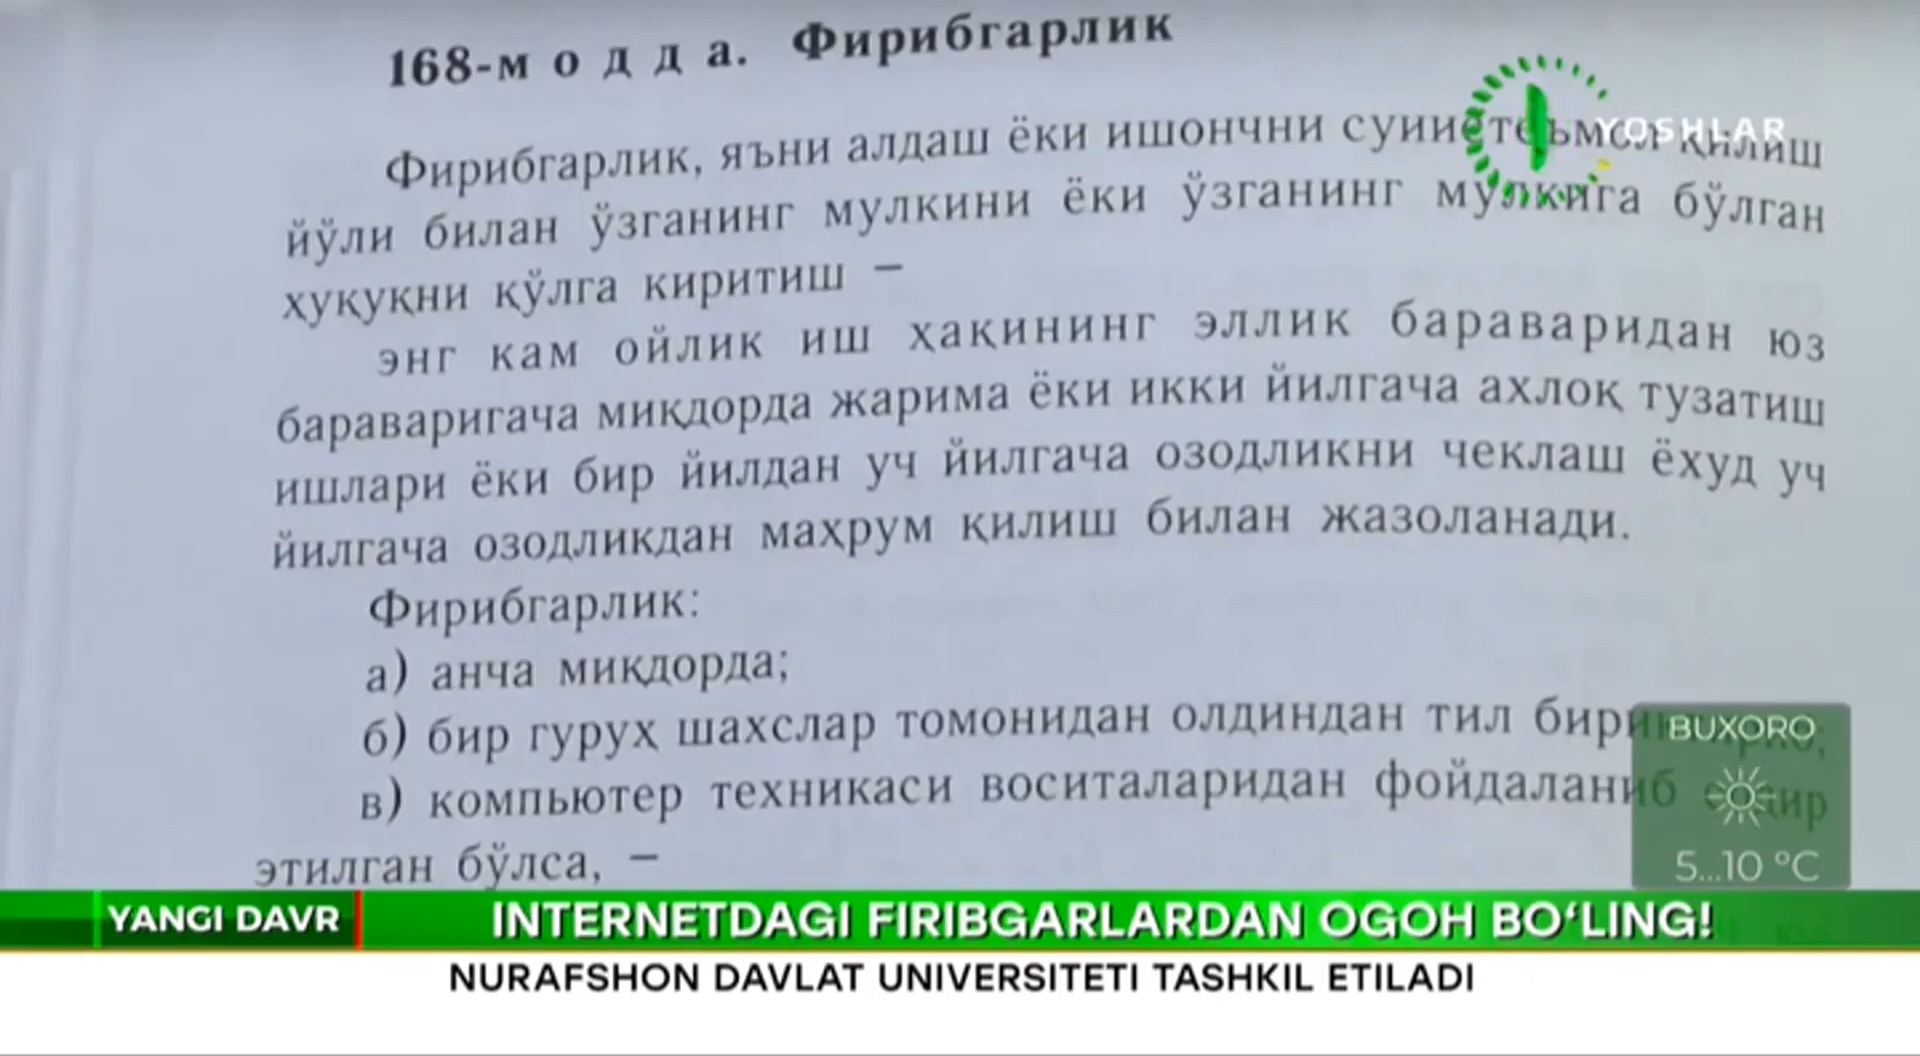 168-м о д д а. Фирибгарлик
YOSHLAR
Фирибгарлик, яъни алдаш ёки ишончни суиистеъмол қилиш
йўли билан ўзганинг мулкини ёки ўзганинг мулкига бўлган
ҳуқуқни қўлга киритиш –
энг кам ойлик иш ҳақининг эллик бараваридан юз
бараваригача миқдорда жарима ёки икки йилгача ахлоқ тузатиш
ишлари ёки бир йилдан уч йилгача озодликни чеклаш ёхуд уч
йилгача озодликдан маҳрум қилиш билан жазоланади.
Фирибгарлик:
а) анча миқдорда;
б) бир гуруҳ шахслар томонидан олдиндан тил
в) компьютер техникаси воситаларидан фойдаланиб
этилган бўлса, –
BUXORO
5...10 °C
YANGI DAVR
INTERNETDAGI FIRIBGARLARDAN OGOH BO‘LING!
NURAFSHON DAVLAT UNIVERSITETI TASHKIL ETILADI